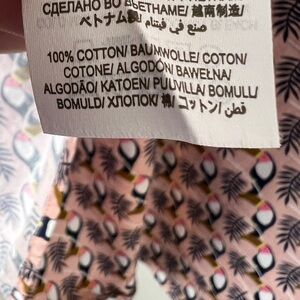 СДЕЛАНО ВО ВЬЕТНАМЕ/ 越南制造/
ベトナム製/ صنع في فيتنام
100% COTTON/ BAUMWOLLE/ COTON/
COTONE/ ALGODÓN/ BAWEŁNA/
ALGODÃO/ KATOEN/ PUUVILLA/ BOMULL/
BOMULD/ ХЛОПОК/ 棉/ コットン/ قطن